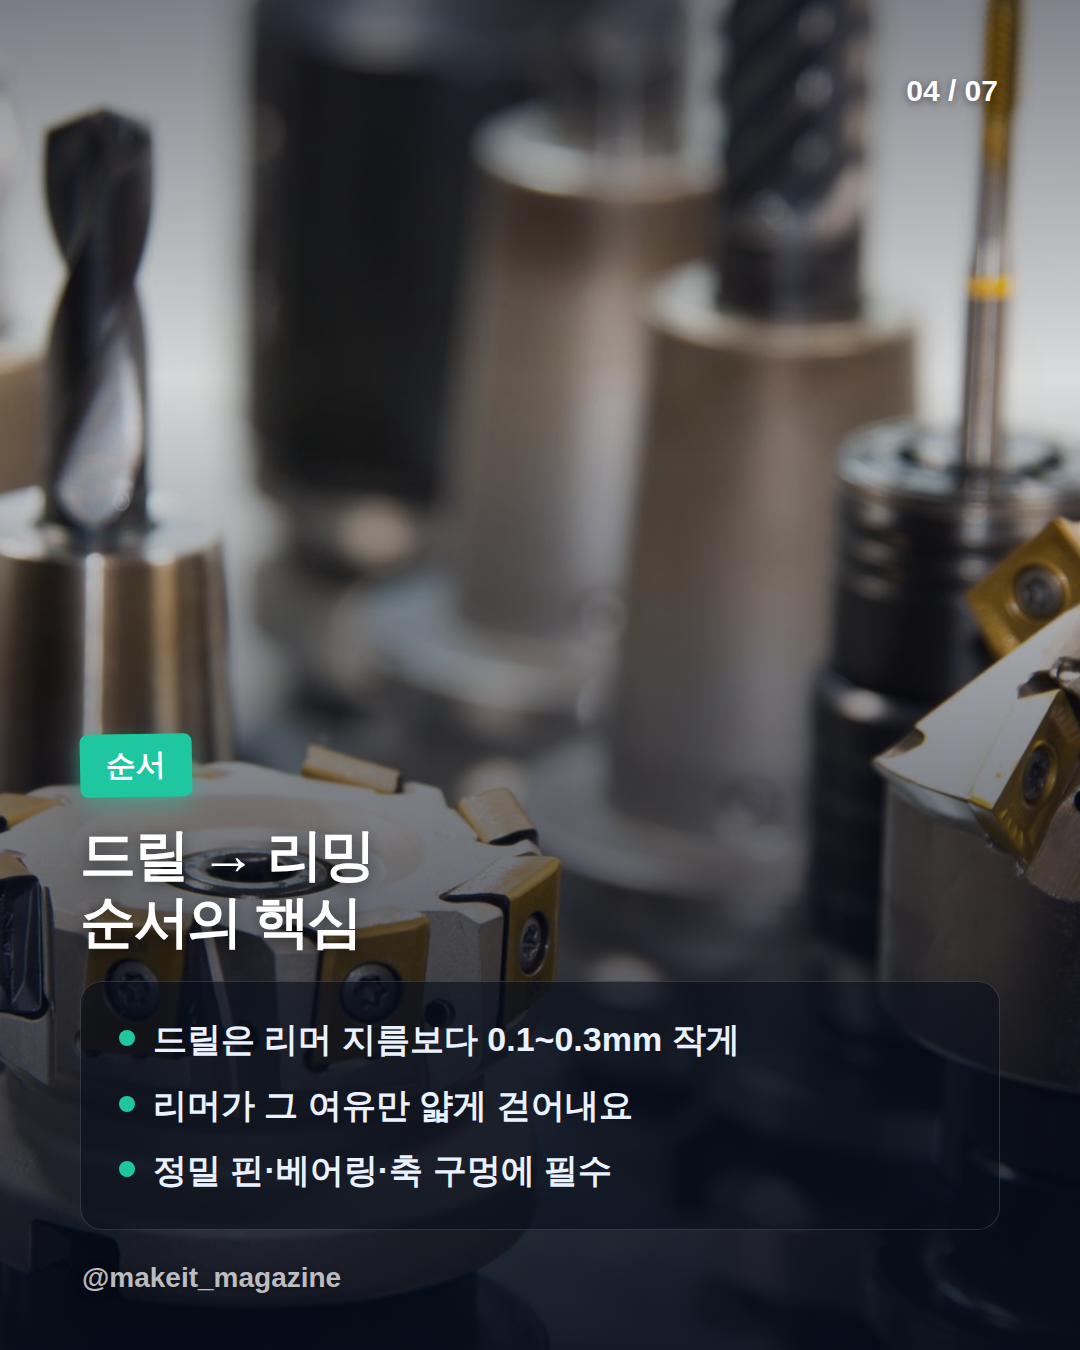 04 / 07
순서
드릴 → 리밍
순서의 핵심
드릴은 리머 지름보다 0.1~0.3mm 작게
리머가 그 여유만 얇게 걷어내요
정밀 핀·베어링·축 구멍에 필수
@makeit_magazine